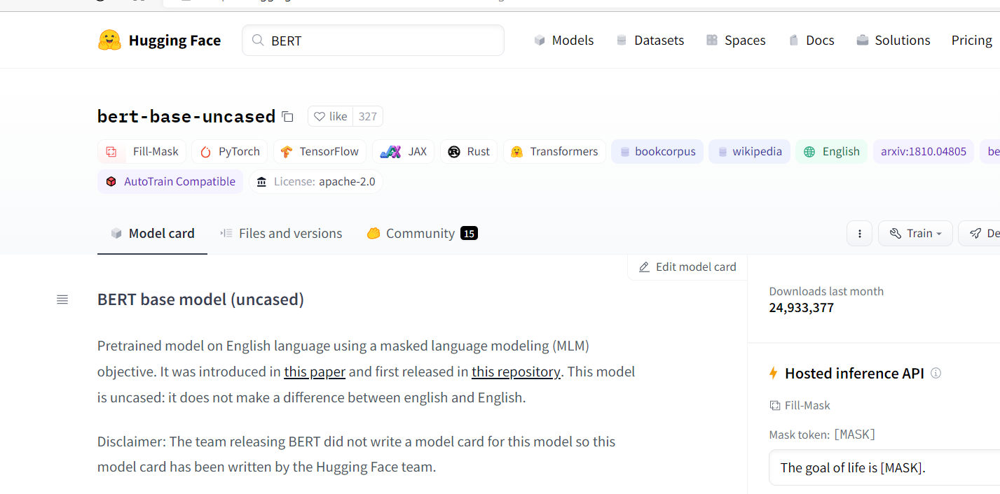 Hugging Face
BERT
Models
Datasets
Spaces
Docs
Solutions
Pricing
bert-base-uncased
like 327
Fill-Mask PyTorch TensorFlow JAX Rust Transformers bookcorpus wikipedia English arxiv:1810.04805 be
AutoTrain Compatible License: apache-2.0
Model card Files and versions Community 15
Train
De
Edit model card
BERT base model (uncased)
Pretrained model on English language using a masked language modeling (MLM)
objective. It was introduced in this paper and first released in this repository. This model
is uncased: it does not make a difference between english and English.
Disclaimer: The team releasing BERT did not write a model card for this model so this
model card has been written by the Hugging Face team.
Downloads last month
24,933,377
Hosted inference API
Fill-Mask
Mask token: [MASK]
The goal of life is [MASK].